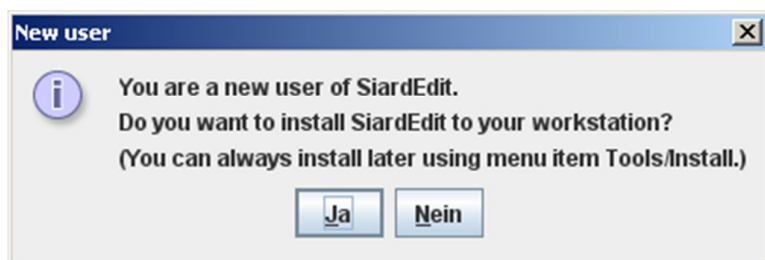 New user
You are a new user of SiardEdit.
Do you want to install SiardEdit to your workstation?
(You can always install later using menu item Tools/Install.)
Ja Nein